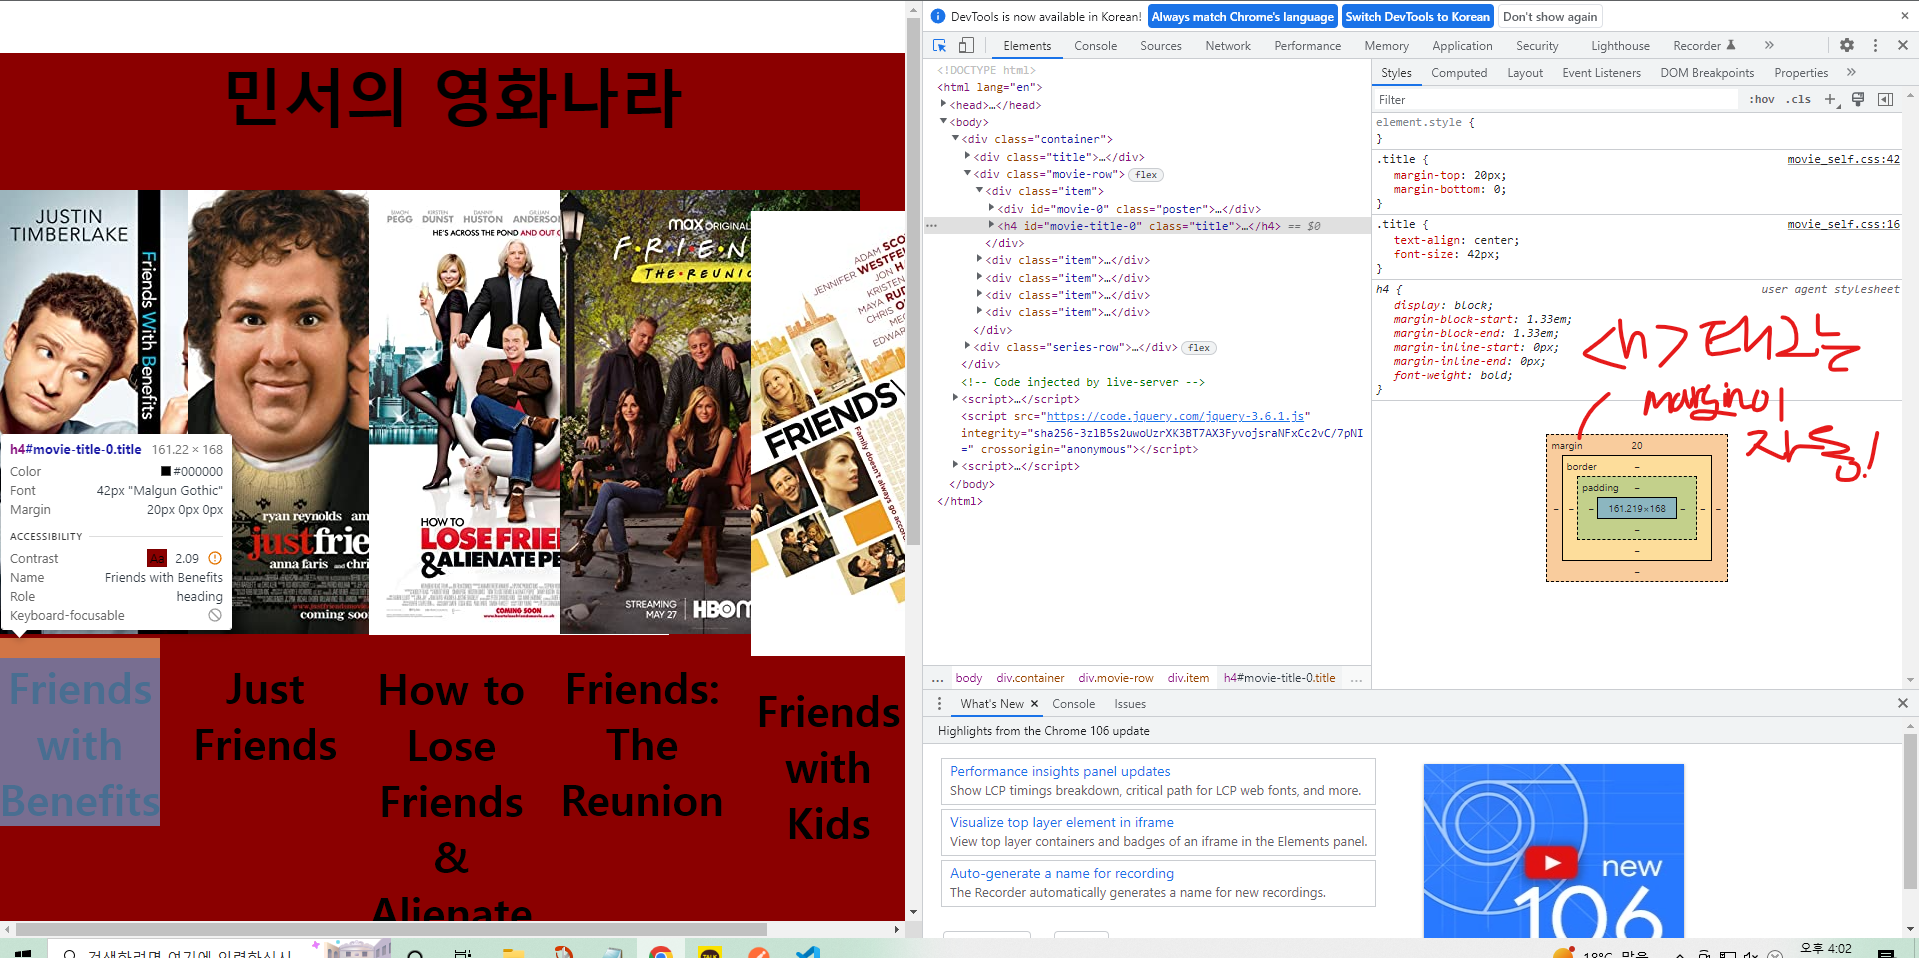 민서의 영화나라
JUSTIN
TIMBERLAKE
Friends With Benefits
ryan reynolds
just frie
anna faris
coming soo
SIMON PEGG KIRSTEN DUNST DANNY HUSTON GILLIAN ANDERSO
HE'S ACROSS THE POND AND OUT O
HOW TO
LOSE FRIE
&ALIENATE PE
COMING SOON
max ORIGINAL
FRIEN
THE REUNIO
STREAMING
MAY 27
HBOm
ADAM SCO
JENNIFER WESTFE
JON H
KRISTEN
MAYA RUD
CHRIS O
MEG
EDWAR
FRIENDS
Family doesn't always go accor
h4#movie-title-0.title 161.22 × 168
Color #000000
Font 42px "Malgun Gothic"
Margin 20px 0px 0px
ACCESSIBILITY
Contrast Aa 2.09
Name Friends with Benefits
Role heading
Keyboard-focusable
Friends
with
Benefits
Just
Friends
How to
Lose
Friends
&
Alienate
Friends:
The
Reunion
Friends
with
Kids
DevTools is now available in Korean! Always match Chrome's language Switch DevTools to Korean Don't show again
Elements Console Sources Network Performance Memory Application Security Lighthouse Recorder
<!DOCTYPE html>
<html lang="en">
<head>…</head>
<body>
<div class="container">
<div class="title">…</div>
<div class="movie-row"> flex
<div class="item">
<div id="movie-0" class="poster">…</div>
<h4 id="movie-title-0" class="title">…</h4> == $0
</div>
<div class="item">…</div>
<div class="item">…</div>
<div class="item">…</div>
<div class="item">…</div>
</div>
<div class="series-row">…</div> flex
</div>
<!-- Code injected by live-server -->
<script>…</script>
<script src="https://code.jquery.com/jquery-3.6.1.js"
integrity="sha256-3zlB5s2uwoUzrXK3BT7AX3FyvojsraNFxCc2vC/7pNI
=" crossorigin="anonymous"></script>
<script>…</script>
</body>
</html>
… body div.container div.movie-row div.item h4#movie-title-0.title …
Styles Computed Layout Event Listeners DOM Breakpoints Properties
Filter :hov .cls
element.style {
}
.title { movie_self.css:42
margin-top: 20px;
margin-bottom: 0;
}
.title { movie_self.css:16
text-align: center;
font-size: 42px;
}
h4 { user agent stylesheet
display: block;
margin-block-start: 1.33em;
margin-block-end: 1.33em;
margin-inline-start: 0px;
margin-inline-end: 0px;
font-weight: bold;
}
<h> 태그는
margin이
자동!
margin 20
border –
padding –
161.219×168
What's New Console Issues
Highlights from the Chrome 106 update
Performance insights panel updates
Show LCP timings breakdown, critical path for LCP web fonts, and more.
Visualize top layer element in iframe
View top layer containers and badges of an iframe in the Elements panel.
Auto-generate a name for recording
The Recorder automatically generates a name for new recordings.
new
106
검색하려면 여기에 입력하십시
TALK
18°C 맑음
오후 4:02